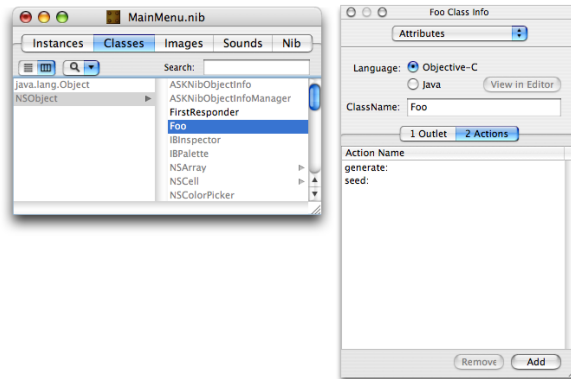 MainMenu.nib
Instances Classes Images Sounds Nib
Search:
java.lang.Object
NSObject
ASKNibObjectInfo
ASKNibObjectInfoManager
FirstResponder
Foo
IBInspector
IBPalette
NSArray
NSCell
NSColorPicker
Foo Class Info
Attributes
Language: Objective-C
Java View in Editor
ClassName: Foo
1 Outlet 2 Actions
Action Name
generate:
seed:
Remove Add